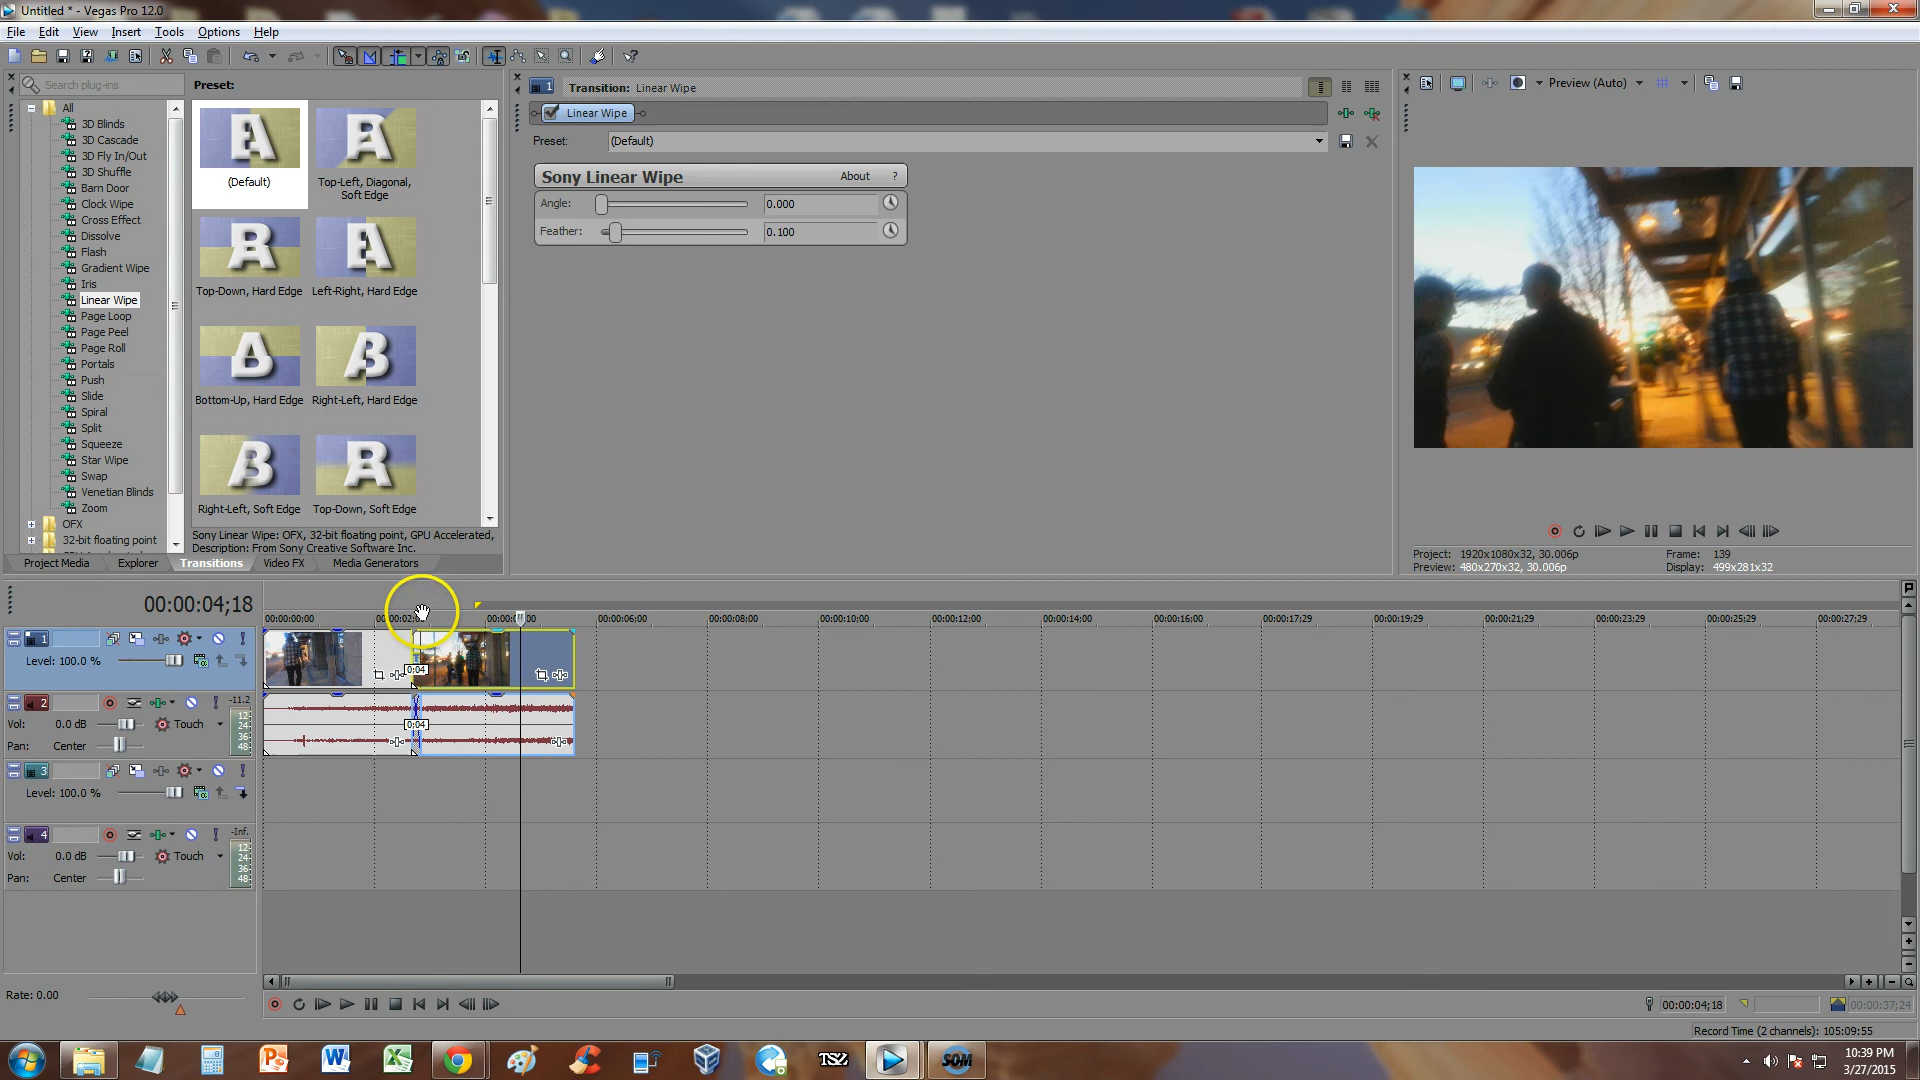 Untitled * - Vegas Pro 12.0
File Edit View Insert Tools Options Help
Search plug-ins
Preset:
All
3D Blinds
3D Cascade
3D Fly In/Out
3D Shuffle
Barn Door
Clock Wipe
Cross Effect
Dissolve
Flash
Gradient Wipe
Iris
Linear Wipe
Page Loop
Page Peel
Page Roll
Portals
Push
Slide
Spiral
Split
Squeeze
Star Wipe
Swap
Venetian Blinds
Zoom
OFX
32-bit floating point
(Default)
Top-Left, Diagonal, Soft Edge
Top-Down, Hard Edge
Left-Right, Hard Edge
Bottom-Up, Hard Edge
Right-Left, Hard Edge
Right-Left, Soft Edge
Top-Down, Soft Edge
Sony Linear Wipe: OFX, 32-bit floating point, GPU Accelerated,
Description: From Sony Creative Software Inc.
Project Media Explorer Transitions Video FX Media Generators
1 Transition: Linear Wipe
Linear Wipe
Preset: (Default)
Sony Linear Wipe About ?
Angle: 0.000
Feather: 0.100
Preview (Auto)
Project: 1920x1080x32, 30.006p Frame: 139
Preview: 480x270x32, 30.006p Display: 499x281x32
00:00:04;18
00:00:00;00 00:00:06;00 00:00:08;00 00:00:10;00 00:00:12;00 00:00:14;00 00:00:16;00 00:00:17;29 00:00:19;29 00:00:21;29 00:00:23;29 00:00:25;29 00:00:27;29
1
Level: 100.0 %
0:04
2 -11.2
Vol: 0.0 dB Touch
Pan: Center
12
24
36
48
0:04
3
Level: 100.0 %
4 -Inf.
Vol: 0.0 dB Touch
Pan: Center
12
24
36
48
Rate: 0.00
00:00:04;18 00:00:37;24
Record Time (2 channels): 105:09:55
TSZ
SOM
10:39 PM
3/27/2015